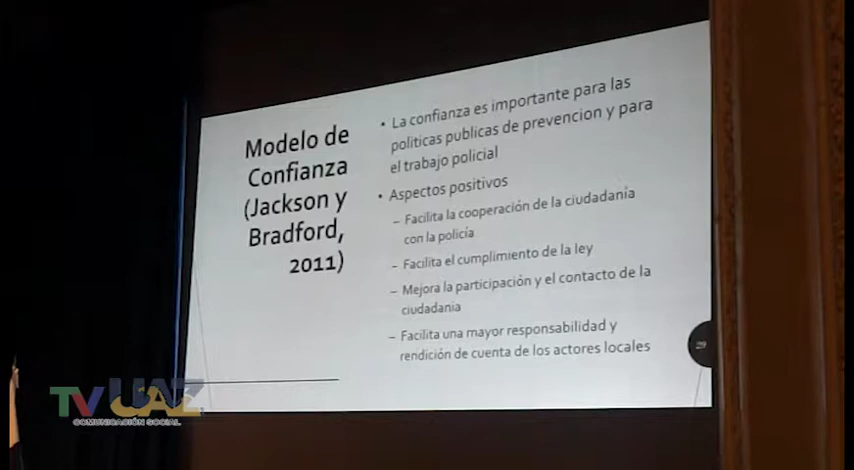 Modelo de
Confianza
(Jackson y
Bradford,
2011)
• La confianza es importante para las
politicas publicas de prevencion y para
el trabajo policial
• Aspectos positivos
– Facilita la cooperación de la ciudadanía
con la policía
– Facilita el cumplimiento de la ley
– Mejora la participación y el contacto de la
ciudadania
– Facilita una mayor responsabilidad y
rendición de cuenta de los actores locales
29
TVUAZ
COMUNICACIÓN SOCIAL